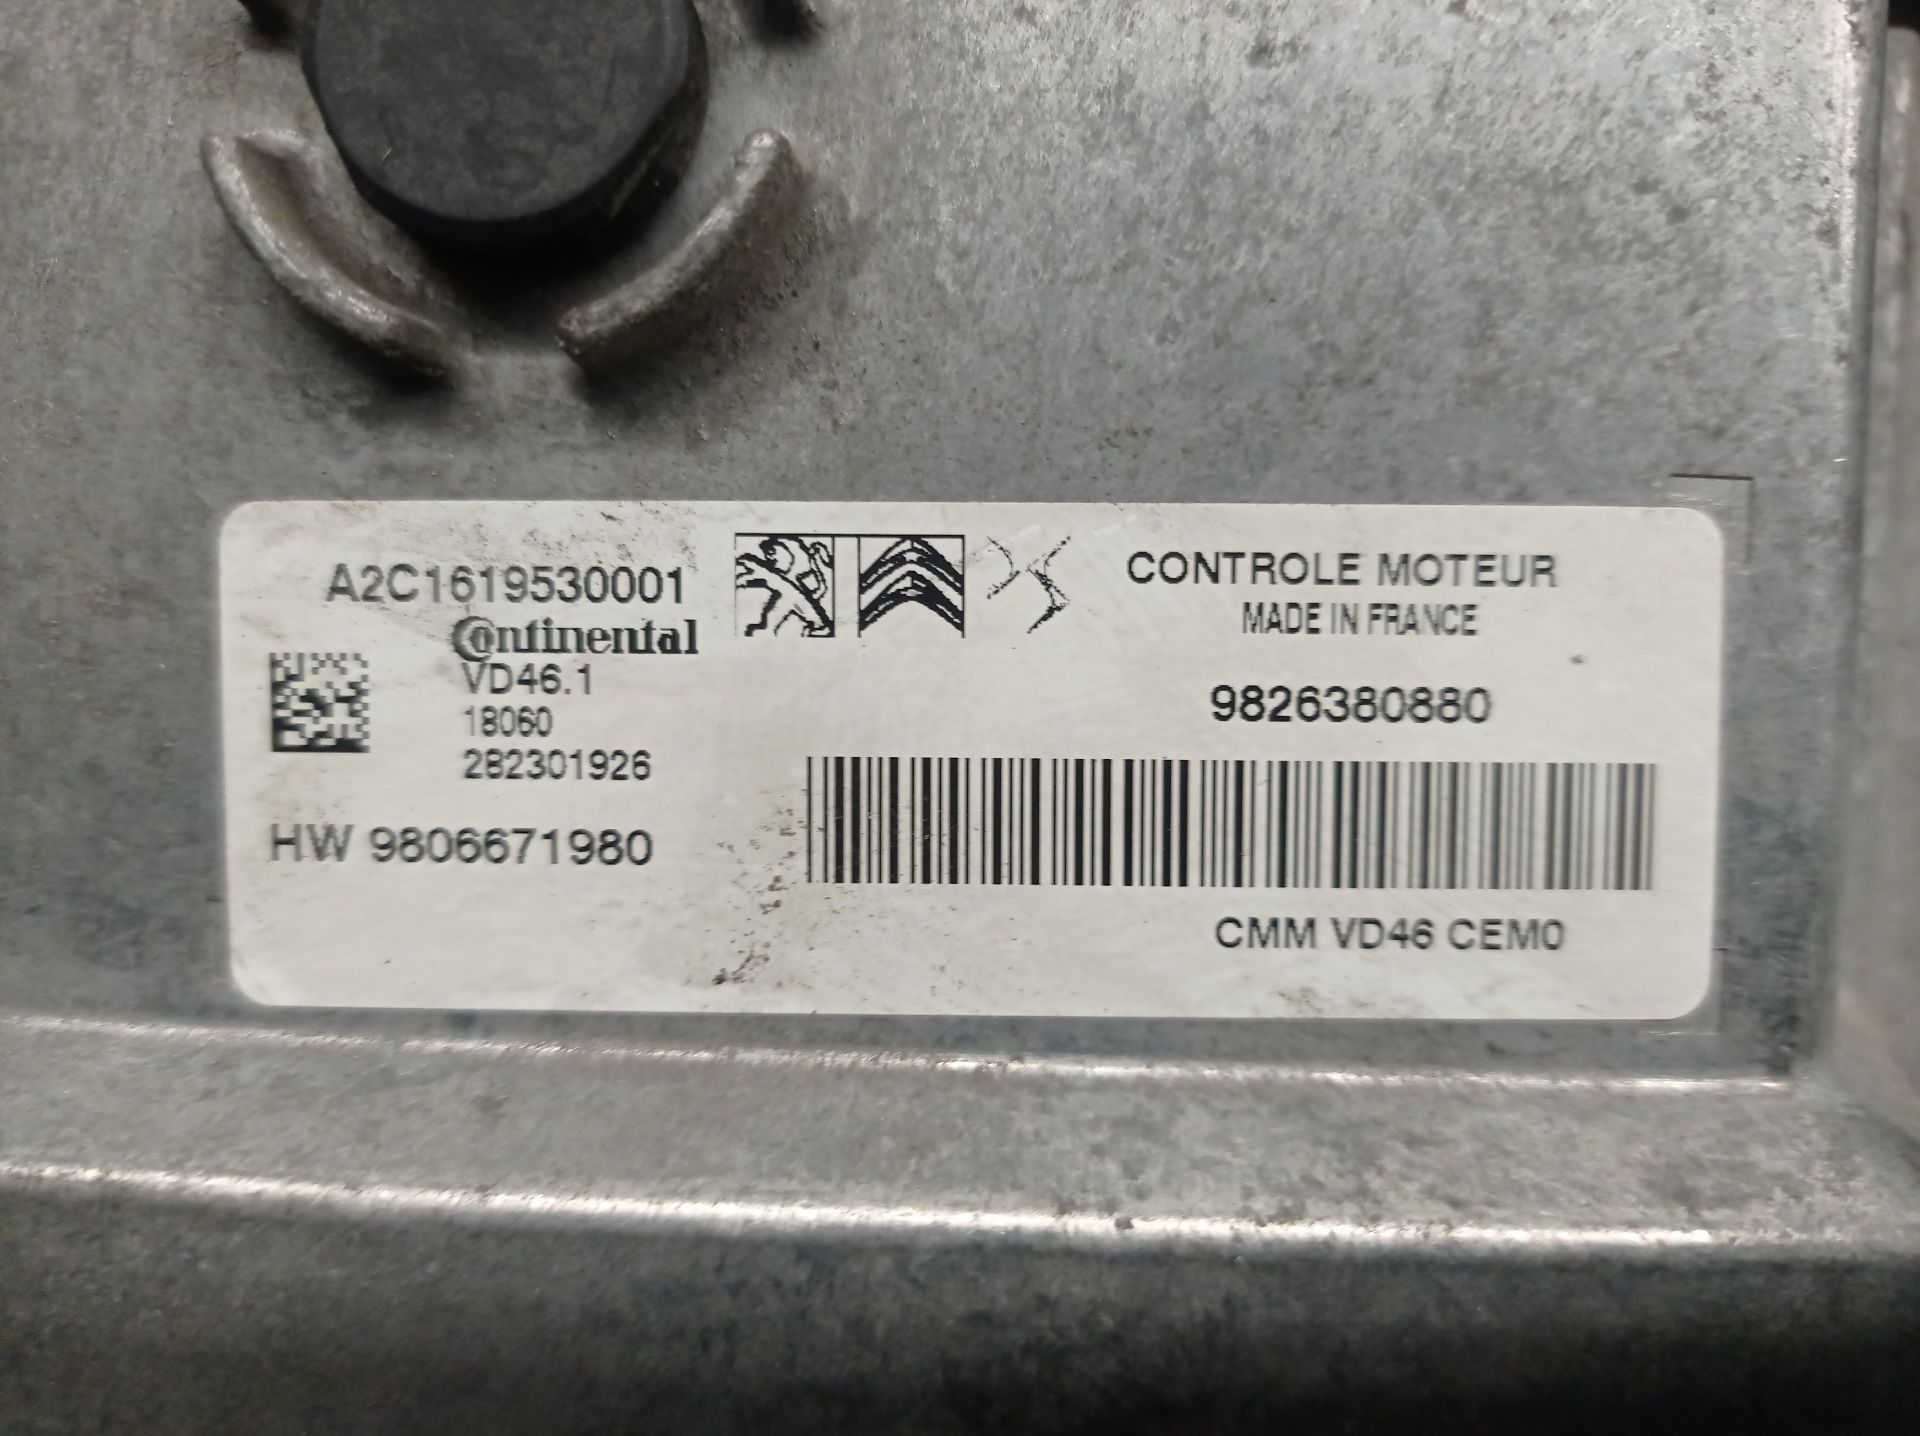 A2C1619530001
Continental
VD46.1
18060
282301926
HW 9806671980
CONTROLE MOTEUR
MADE IN FRANCE
9826380880
CMM VD46 CEM0